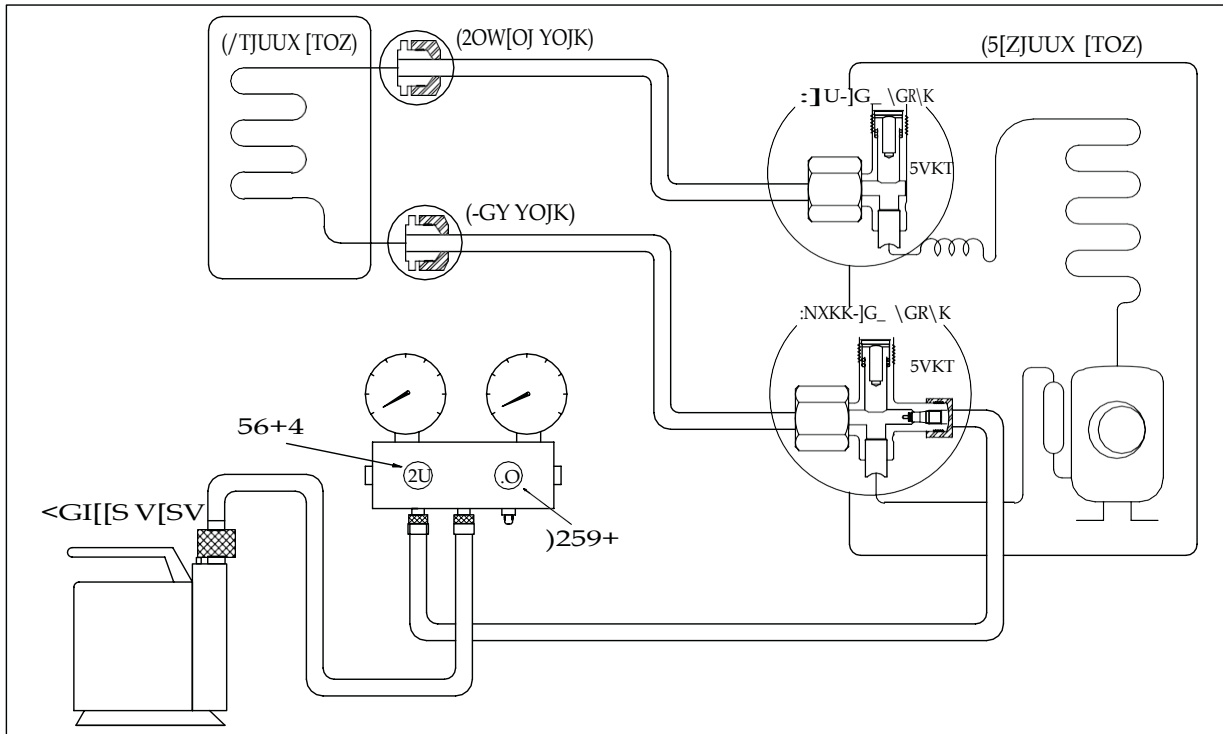 (/TJUUX [TOZ)
(2OW[OJ YOJK)
(5[ZJUUX [TOZ)
:]U-]G_ \GR\K
5VKT
(-GY YOJK)
:NXKK-]G_ \GR\K
5VKT
56+4
2U
.O
<GI[[S V[SV
)259+